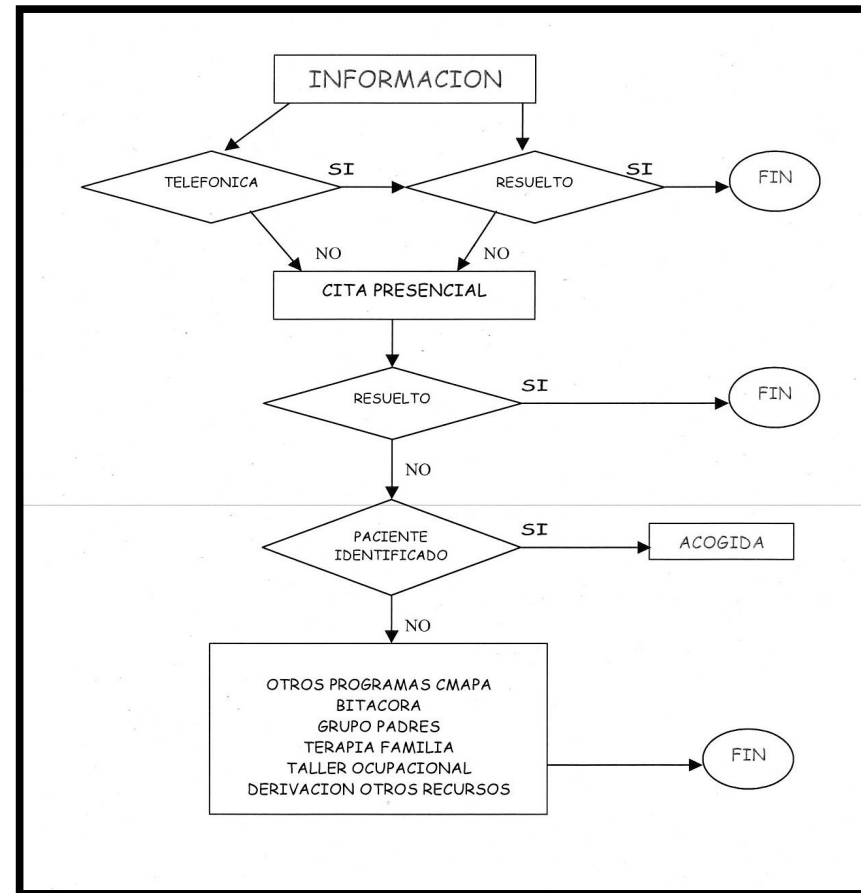 INFORMACION
TELEFONICA
SI
RESUELTO
SI
FIN
NO
NO
CITA PRESENCIAL
RESUELTO
SI
FIN
NO
PACIENTE
IDENTIFICADO
SI
ACOGIDA
NO
OTROS PROGRAMAS CMAPA
BITACORA
GRUPO PADRES
TERAPIA FAMILIA
TALLER OCUPACIONAL
DERIVACION OTROS RECURSOS
FIN